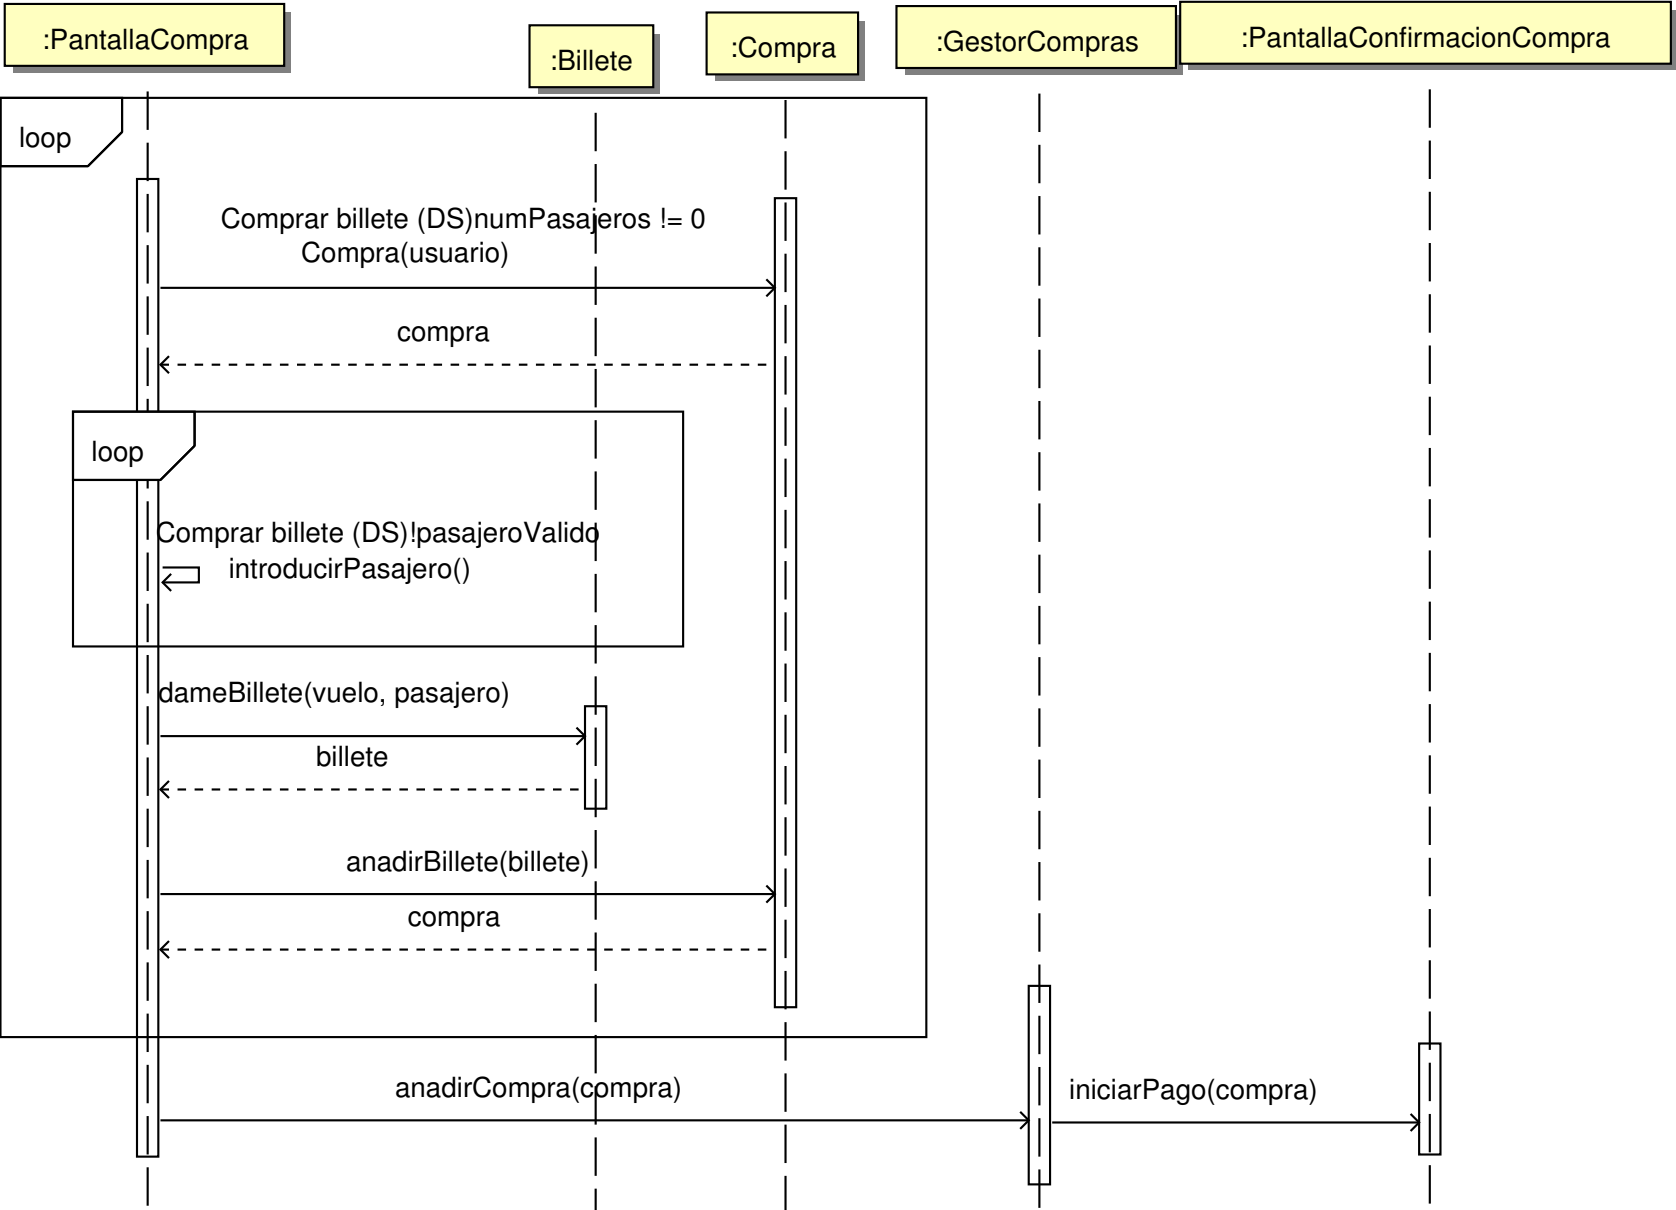 :PantallaCompra
:Billete
:Compra
:GestorCompras
:PantallaConfirmacionCompra
loop
Comprar billete (DS)numPasajeros != 0
Compra(usuario)
compra
loop
Comprar billete (DS)!pasajeroValido
introducirPasajero()
dameBillete(vuelo, pasajero)
billete
anadirBillete(billete)
compra
anadirCompra(compra)
iniciarPago(compra)